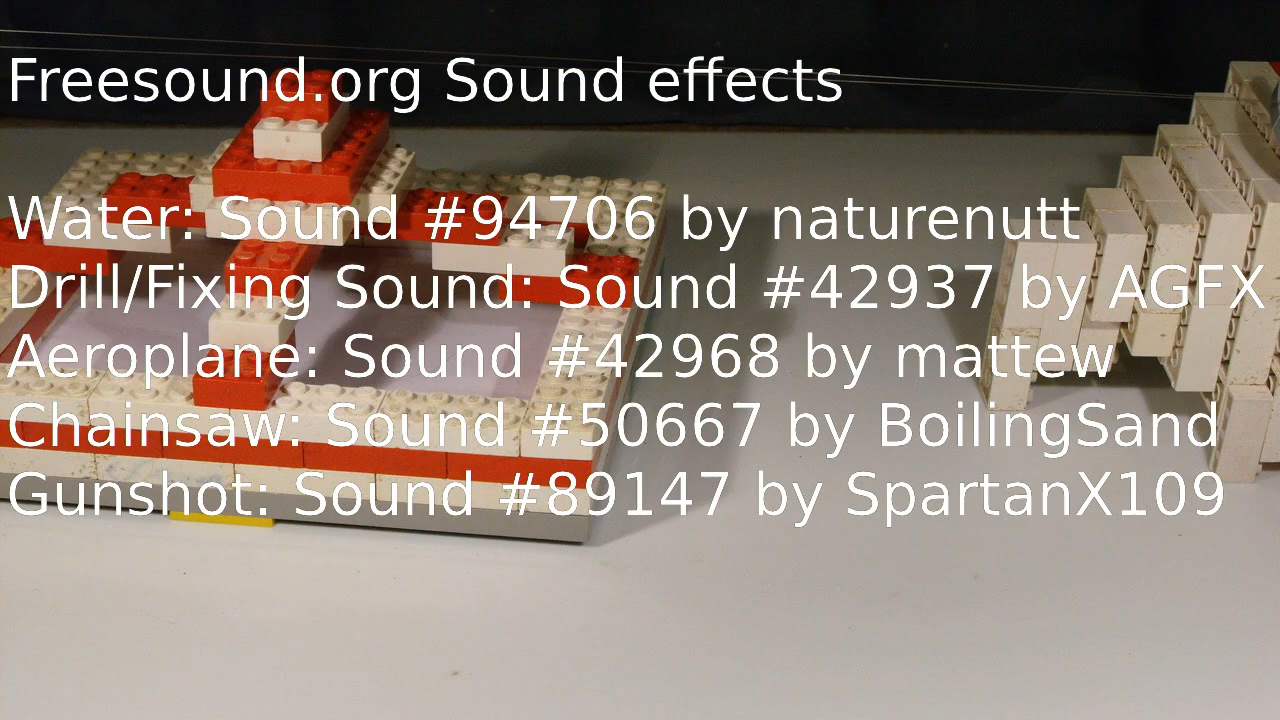 Freesound.org Sound effects
Water: Sound #94706 by naturenutt
Drill/Fixing Sound: Sound #42937 by AGFX
Aeroplane: Sound #42968 by mattew
Chainsaw: Sound #50667 by BoilingSand
Gunshot: Sound #89147 by SpartanX109